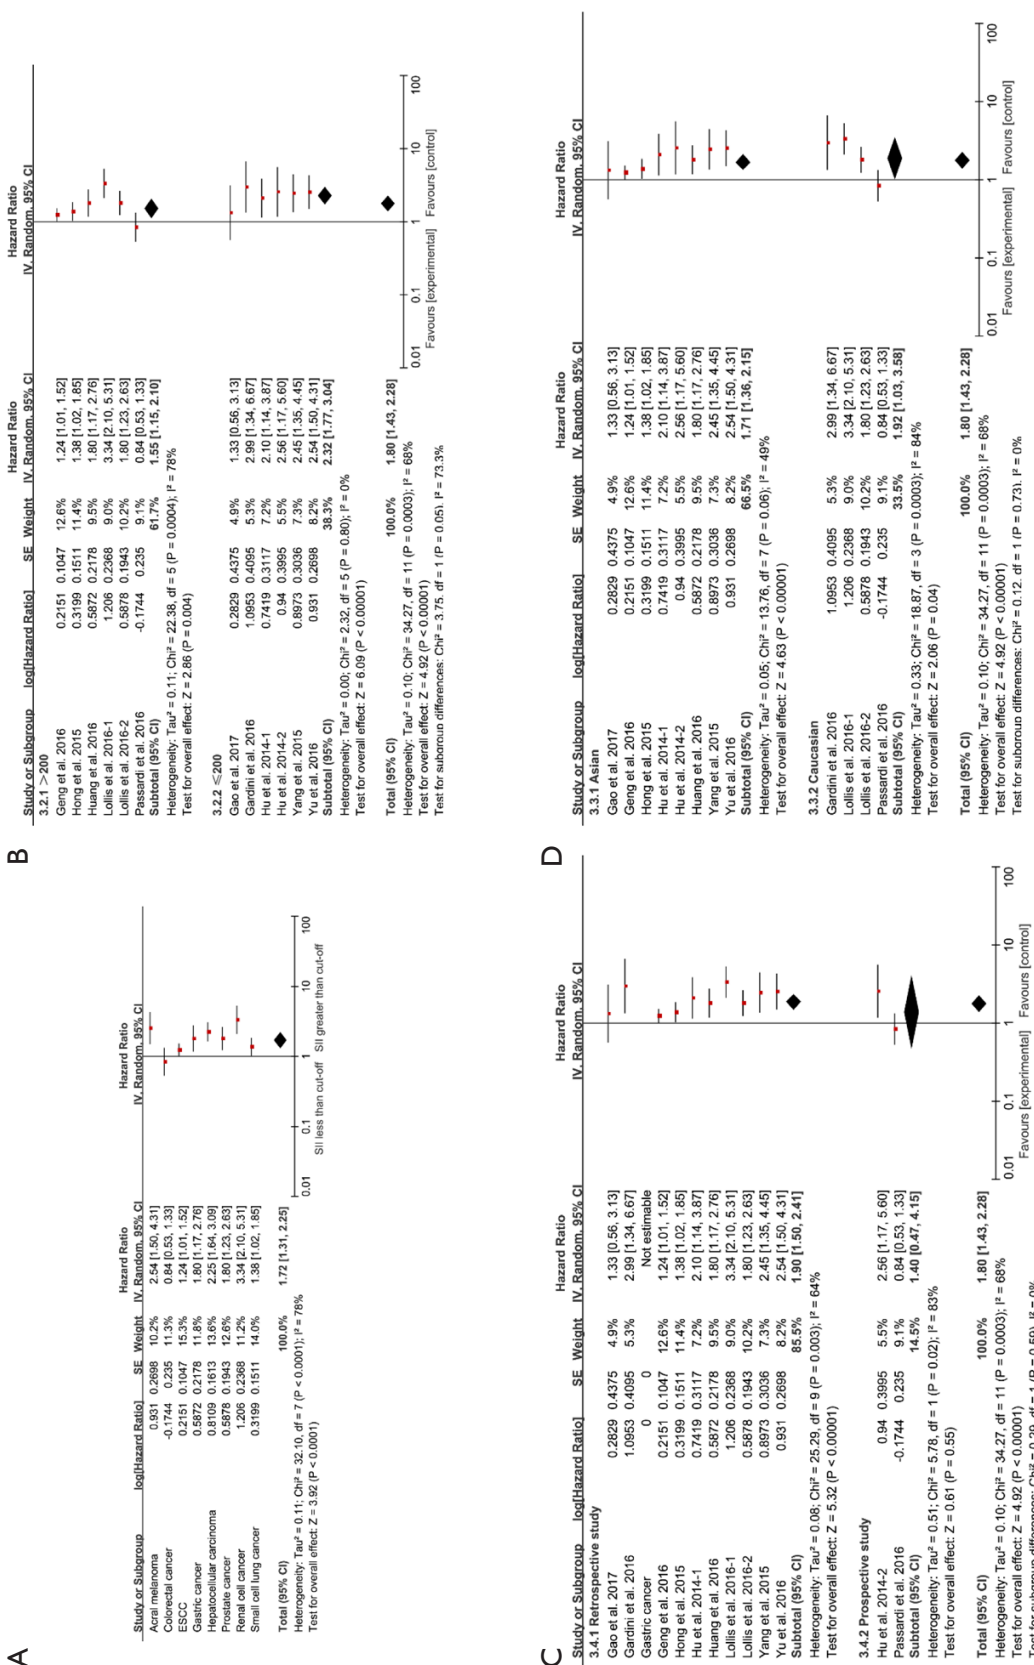 A
Hazard Ratio Hazard Ratio
Study or Subgroup log[Hazard Ratio] SE Weight IV. Random. 95% CI IV. Random. 95% CI
Acral melanoma 0.931 0.2698 10.2% 2.54 [1.50, 4.31]
Colorectal cancer -0.1744 0.235 11.3% 0.84 [0.53, 1.33]
ESCC 0.2151 0.1047 15.3% 1.24 [1.01, 1.52]
Gastric cancer 0.5872 0.2178 11.8% 1.80 [1.17, 2.76]
Hepatocellular carcinoma 0.8109 0.1613 13.6% 2.25 [1.64, 3.09]
Prostate cancer 0.5878 0.1943 12.6% 1.80 [1.23, 2.63]
Renal cell cancer 1.206 0.2368 11.2% 3.34 [2.10, 5.31]
Small cell lung cancer 0.3199 0.1511 14.0% 1.38 [1.02, 1.85]
Total (95% CI) 100.0% 1.72 [1.31, 2.25]
Heterogeneity: Tau² = 0.11; Chi² = 32.10, df = 7 (P < 0.0001); I² = 78%
Test for overall effect: Z = 3.92 (P < 0.0001)
0.01 0.1 1 10 100
SII less than cut-off SII greater than cut-off
B
Hazard Ratio Hazard Ratio
Study or Subgroup log[Hazard Ratio] SE Weight IV. Random. 95% CI IV. Random. 95% CI
3.2.1 >200
Geng et al. 2016 0.2151 0.1047 12.6% 1.24 [1.01, 1.52]
Hong et al. 2015 0.3199 0.1511 11.4% 1.38 [1.02, 1.85]
Huang et al. 2016 0.5872 0.2178 9.5% 1.80 [1.17, 2.76]
Lollis et al. 2016-1 1.206 0.2368 9.0% 3.34 [2.10, 5.31]
Lollis et al. 2016-2 0.5878 0.1943 10.2% 1.80 [1.23, 2.63]
Passardi et al. 2016 -0.1744 0.235 9.1% 0.84 [0.53, 1.33]
Subtotal (95% CI) 61.7% 1.55 [1.15, 2.10]
Heterogeneity: Tau² = 0.11; Chi² = 22.38, df = 5 (P = 0.0004); I² = 78%
Test for overall effect: Z = 2.86 (P = 0.004)
3.2.2 ≤200
Gao et al. 2017 0.2829 0.4375 4.9% 1.33 [0.56, 3.13]
Gardini et al. 2016 1.0953 0.4095 5.3% 2.99 [1.34, 6.67]
Hu et al. 2014-1 0.7419 0.3117 7.2% 2.10 [1.14, 3.87]
Hu et al. 2014-2 0.94 0.3995 5.5% 2.56 [1.17, 5.60]
Yang et al. 2015 0.8973 0.3036 7.3% 2.45 [1.35, 4.45]
Yu et al. 2016 0.931 0.2698 8.2% 2.54 [1.50, 4.31]
Subtotal (95% CI) 38.3% 2.32 [1.77, 3.04]
Heterogeneity: Tau² = 0.00; Chi² = 2.32, df = 5 (P = 0.80); I² = 0%
Test for overall effect: Z = 6.09 (P < 0.00001)
Total (95% CI) 100.0% 1.80 [1.43, 2.28]
Heterogeneity: Tau² = 0.10; Chi² = 34.27, df = 11 (P = 0.0003); I² = 68%
Test for overall effect: Z = 4.92 (P < 0.00001)
Test for subgroup differences: Chi² = 3.75. df = 1 (P = 0.05). I² = 73.3%
0.01 0.1 1 10 100
Favours [experimental] Favours [control]
C
Hazard Ratio Hazard Ratio
Study or Subgroup log[Hazard Ratio] SE Weight IV. Random. 95% CI IV. Random. 95% CI
3.4.1 Retrospective study
Gao et al. 2017 0.2829 0.4375 4.9% 1.33 [0.56, 3.13]
Gardini et al. 2016 1.0953 0.4095 5.3% 2.99 [1.34, 6.67]
Gastric cancer 0 0 Not estimable
Geng et al. 2016 0.2151 0.1047 12.6% 1.24 [1.01, 1.52]
Hong et al. 2015 0.3199 0.1511 11.4% 1.38 [1.02, 1.85]
Hu et al. 2014-1 0.7419 0.3117 7.2% 2.10 [1.14, 3.87]
Huang et al. 2016 0.5872 0.2178 9.5% 1.80 [1.17, 2.76]
Lollis et al. 2016-1 1.206 0.2368 9.0% 3.34 [2.10, 5.31]
Lollis et al. 2016-2 0.5878 0.1943 10.2% 1.80 [1.23, 2.63]
Yang et al. 2015 0.8973 0.3036 7.3% 2.45 [1.35, 4.45]
Yu et al. 2016 0.931 0.2698 8.2% 2.54 [1.50, 4.31]
Subtotal (95% CI) 85.5% 1.90 [1.50, 2.41]
Heterogeneity: Tau² = 0.08; Chi² = 25.29, df = 9 (P = 0.003); I² = 64%
Test for overall effect: Z = 5.32 (P < 0.00001)
3.4.2 Prospective study
Hu et al. 2014-2 0.94 0.3995 5.5% 2.56 [1.17, 5.60]
Passardi et al. 2016 -0.1744 0.235 9.1% 0.84 [0.53, 1.33]
Subtotal (95% CI) 14.5% 1.40 [0.47, 4.15]
Heterogeneity: Tau² = 0.51; Chi² = 5.78, df = 1 (P = 0.02); I² = 83%
Test for overall effect: Z = 0.61 (P = 0.55)
Total (95% CI) 100.0% 1.80 [1.43, 2.28]
Heterogeneity: Tau² = 0.10; Chi² = 34.27, df = 11 (P = 0.0003); I² = 68%
Test for overall effect: Z = 4.92 (P < 0.00001)
Test for subgroup differences: Chi² = 0.29. df = 1 (P = 0.59). I² = 0%
0.01 0.1 1 10 100
Favours [experimental] Favours [control]
D
Hazard Ratio Hazard Ratio
Study or Subgroup log[Hazard Ratio] SE Weight IV. Random. 95% CI IV. Random. 95% CI
3.3.1 Asian
Gao et al. 2017 0.2829 0.4375 4.9% 1.33 [0.56, 3.13]
Geng et al. 2016 0.2151 0.1047 12.6% 1.24 [1.01, 1.52]
Hong et al. 2015 0.3199 0.1511 11.4% 1.38 [1.02, 1.85]
Hu et al. 2014-1 0.7419 0.3117 7.2% 2.10 [1.14, 3.87]
Hu et al. 2014-2 0.94 0.3995 5.5% 2.56 [1.17, 5.60]
Huang et al. 2016 0.5872 0.2178 9.5% 1.80 [1.17, 2.76]
Yang et al. 2015 0.8973 0.3036 7.3% 2.45 [1.35, 4.45]
Yu et al. 2016 0.931 0.2698 8.2% 2.54 [1.50, 4.31]
Subtotal (95% CI) 66.5% 1.71 [1.36, 2.15]
Heterogeneity: Tau² = 0.05; Chi² = 13.76, df = 7 (P = 0.06); I² = 49%
Test for overall effect: Z = 4.63 (P < 0.00001)
3.3.2 Caucasian
Gardini et al. 2016 1.0953 0.4095 5.3% 2.99 [1.34, 6.67]
Lollis et al. 2016-1 1.206 0.2368 9.0% 3.34 [2.10, 5.31]
Lollis et al. 2016-2 0.5878 0.1943 10.2% 1.80 [1.23, 2.63]
Passardi et al. 2016 -0.1744 0.235 9.1% 0.84 [0.53, 1.33]
Subtotal (95% CI) 33.5% 1.92 [1.03, 3.58]
Heterogeneity: Tau² = 0.33; Chi² = 18.87, df = 3 (P = 0.0003); I² = 84%
Test for overall effect: Z = 2.06 (P = 0.04)
Total (95% CI) 100.0% 1.80 [1.43, 2.28]
Heterogeneity: Tau² = 0.10; Chi² = 34.27, df = 11 (P = 0.0003); I² = 68%
Test for overall effect: Z = 4.92 (P < 0.00001)
Test for subgroup differences: Chi² = 0.12. df = 1 (P = 0.73). I² = 0%
0.01 0.1 1 10 100
Favours [experimental] Favours [control]